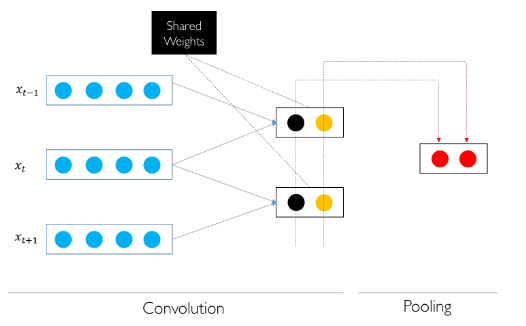 Shared
Weights
x_{t-1}
x_t
x_{t+1}
Convolution
Pooling